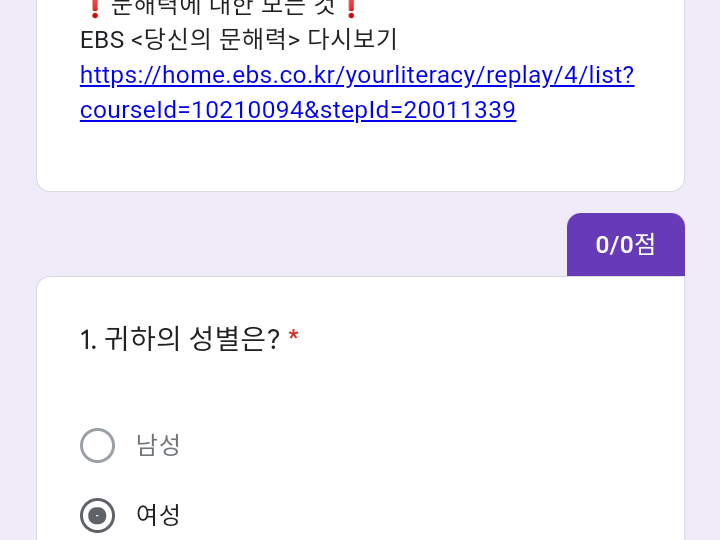 ❗문해력에 대한 모든 것❗
EBS <당신의 문해력> 다시보기
https://home.ebs.co.kr/yourliteracy/replay/4/list?
courseId=10210094&stepId=20011339
0/0점
1. 귀하의 성별은? *
남성
여성